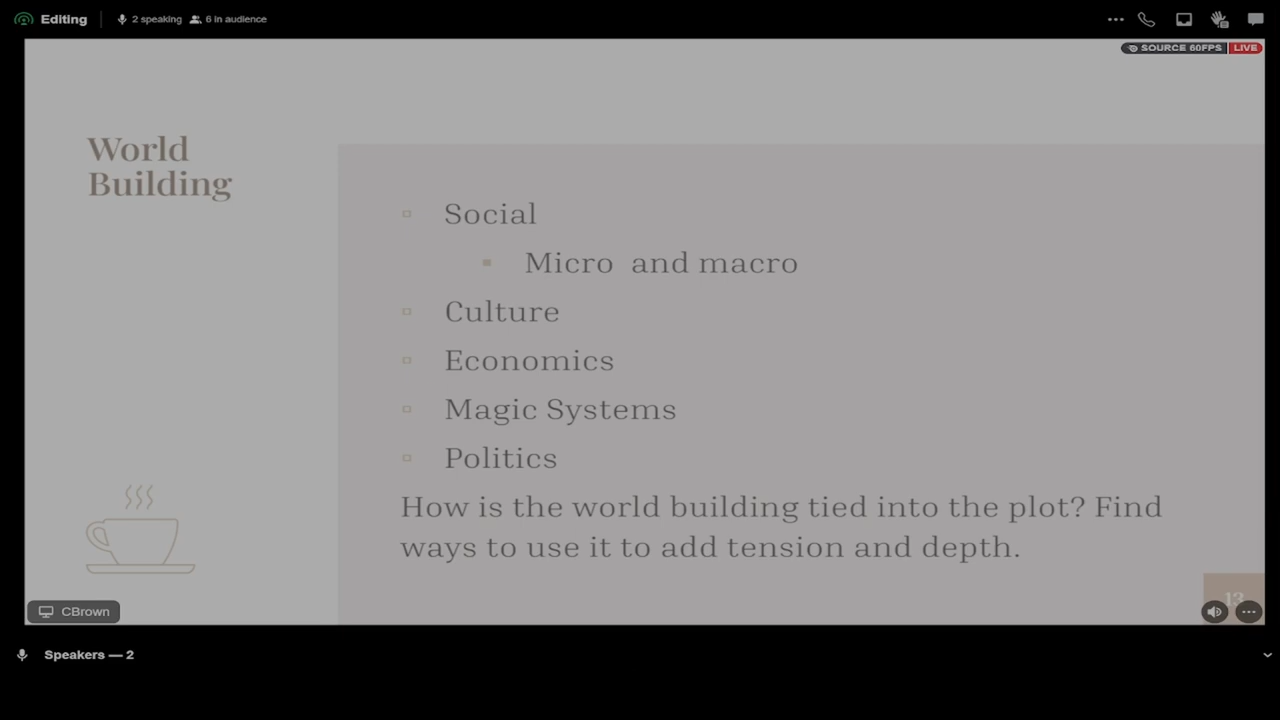 Editing
2 speaking
6 in audience
SOURCE 60FPS
LIVE
World
Building
Social
Micro and macro
Culture
Economics
Magic Systems
Politics
How is the world building tied into the plot? Find
ways to use it to add tension and depth.
13
CBrown
Speakers — 2